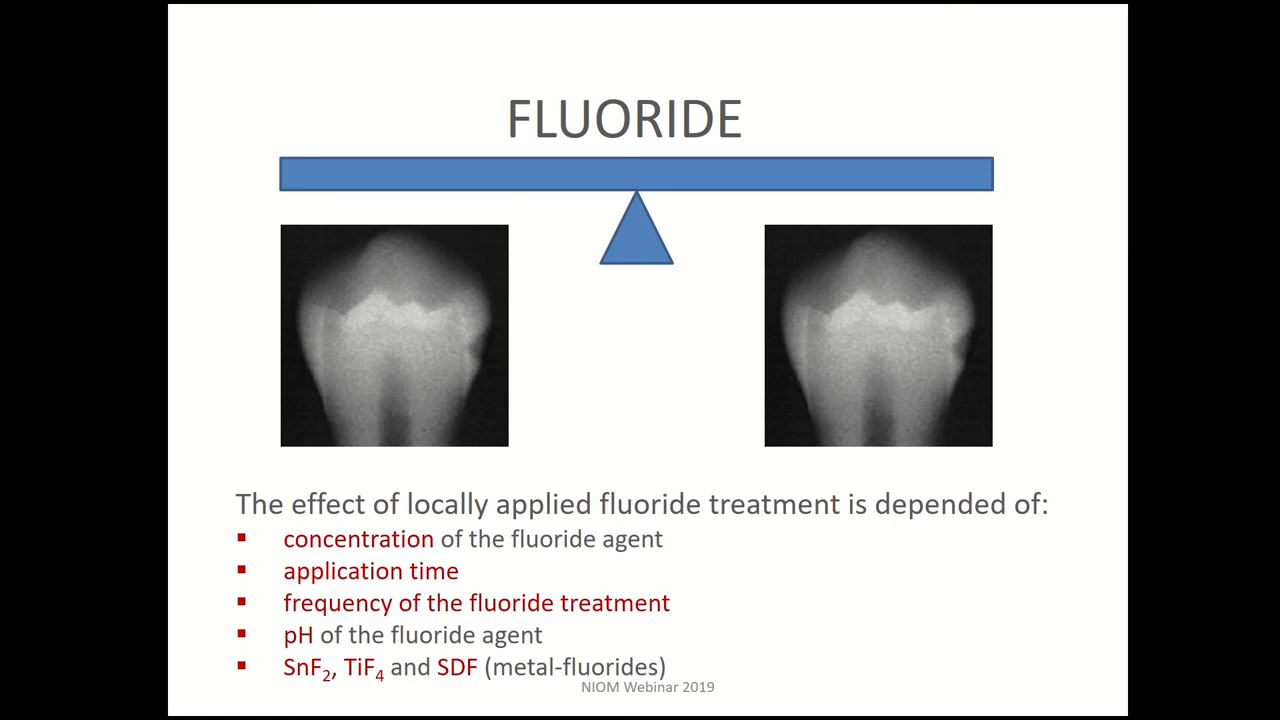 FLUORIDE
The effect of locally applied fluoride treatment is depended of:
▪ concentration of the fluoride agent
▪ application time
▪ frequency of the fluoride treatment
▪ pH of the fluoride agent
▪ SnF₂, TiF₄ and SDF (metal-fluorides)
NIOM Webinar 2019